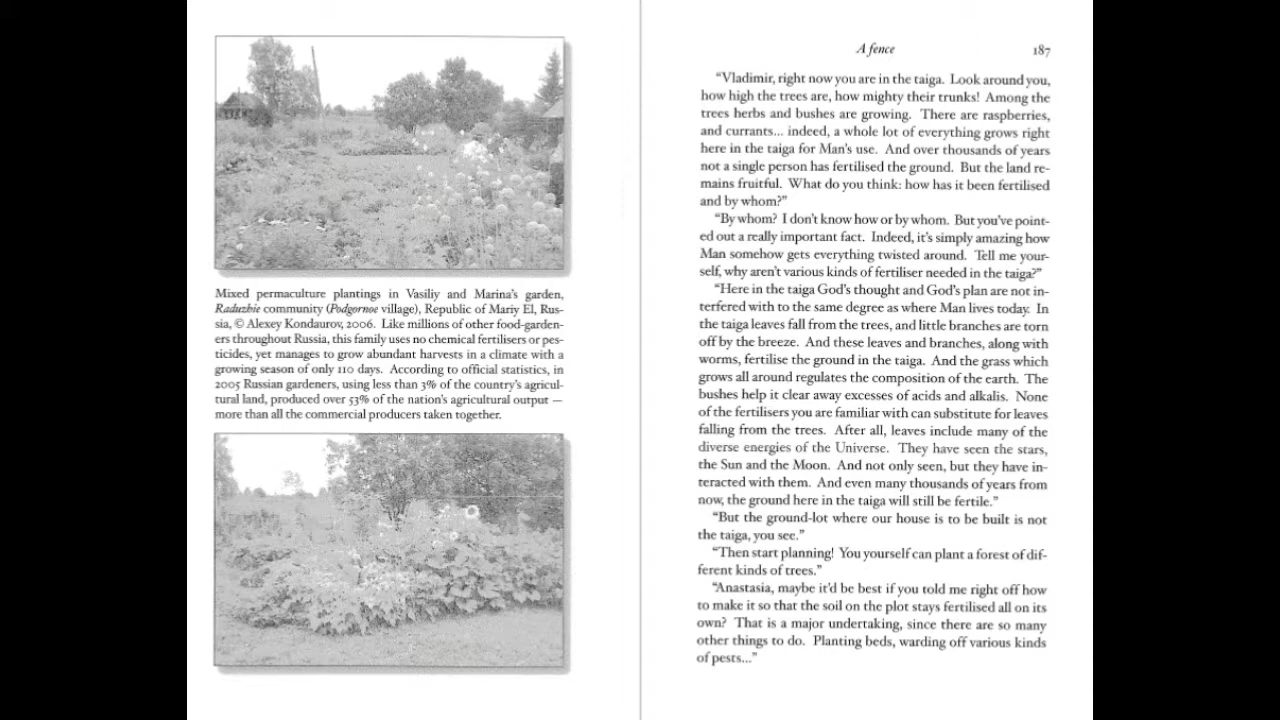 Mixed permaculture plantings in Vasiliy and Marina's garden,
Raduzhie community (Podgornoe village), Republic of Mariy El, Rus-
sia, © Alexey Kondaurov, 2006. Like millions of other food-garden-
ers throughout Russia, this family uses no chemical fertilisers or pes-
ticides, yet manages to grow abundant harvests in a climate with a
growing season of only 110 days. According to official statistics, in
2005 Russian gardeners, using less than 3% of the country's agricul-
tural land, produced over 53% of the nation's agricultural output —
more than all the commercial producers taken together.
A fence 187
“Vladimir, right now you are in the taiga. Look around you,
how high the trees are, how mighty their trunks! Among the
trees herbs and bushes are growing. There are raspberries,
and currants... indeed, a whole lot of everything grows right
here in the taiga for Man's use. And over thousands of years
not a single person has fertilised the ground. But the land re-
mains fruitful. What do you think: how has it been fertilised
and by whom?”
“By whom? I don't know how or by whom. But you've point-
ed out a really important fact. Indeed, it's simply amazing how
Man somehow gets everything twisted around. Tell me your-
self, why aren't various kinds of fertiliser needed in the taiga?”
“Here in the taiga God's thought and God's plan are not in-
terfered with to the same degree as where Man lives today. In
the taiga leaves fall from the trees, and little branches are torn
off by the breeze. And these leaves and branches, along with
worms, fertilise the ground in the taiga. And the grass which
grows all around regulates the composition of the earth. The
bushes help it clear away excesses of acids and alkalis. None
of the fertilisers you are familiar with can substitute for leaves
falling from the trees. After all, leaves include many of the
diverse energies of the Universe. They have seen the stars,
the Sun and the Moon. And not only seen, but they have in-
teracted with them. And even many thousands of years from
now, the ground here in the taiga will still be fertile.”
“But the ground-lot where our house is to be built is not
the taiga, you see.”
“Then start planning! You yourself can plant a forest of dif-
ferent kinds of trees.”
“Anastasia, maybe it'd be best if you told me right off how
to make it so that the soil on the plot stays fertilised all on its
own? That is a major undertaking, since there are so many
other things to do. Planting beds, warding off various kinds
of pests...”